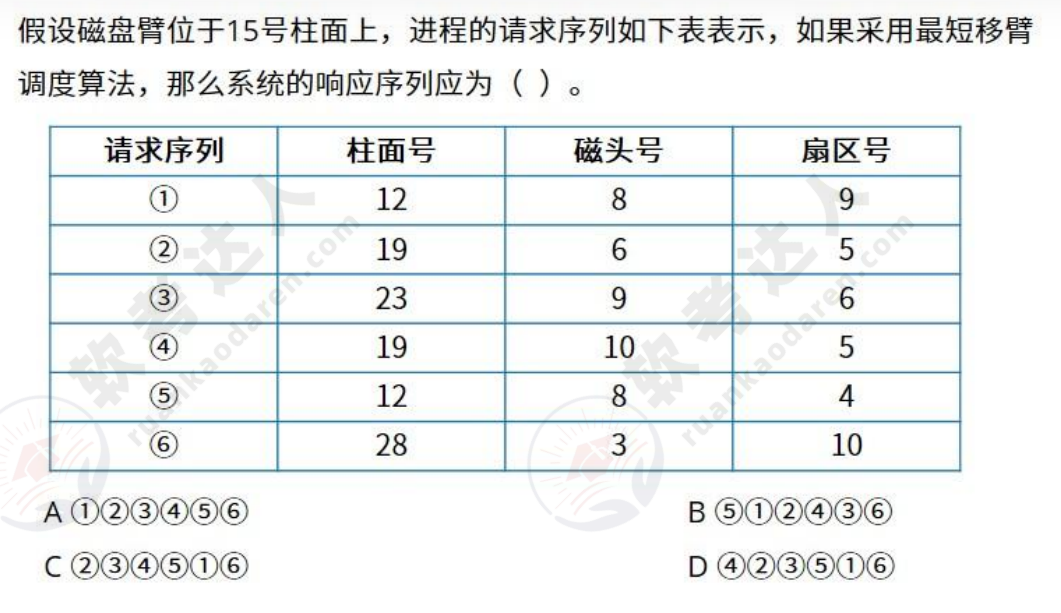 假设磁盘臂位于15号柱面上，进程的请求序列如下表表示，如果采用最短移臂
调度算法，那么系统的响应序列应为（ ）。
请求序列 柱面号 磁头号 扇区号
① 12 8 9
② 19 6 5
③ 23 9 6
④ 19 10 5
⑤ 12 8 4
⑥ 28 3 10
A ①②③④⑤⑥ B ⑤①②④③⑥
C ②③④⑤①⑥ D ④②③⑤①⑥
软考达人
ruankaodaren.com
软考达人
ruankaodaren.com